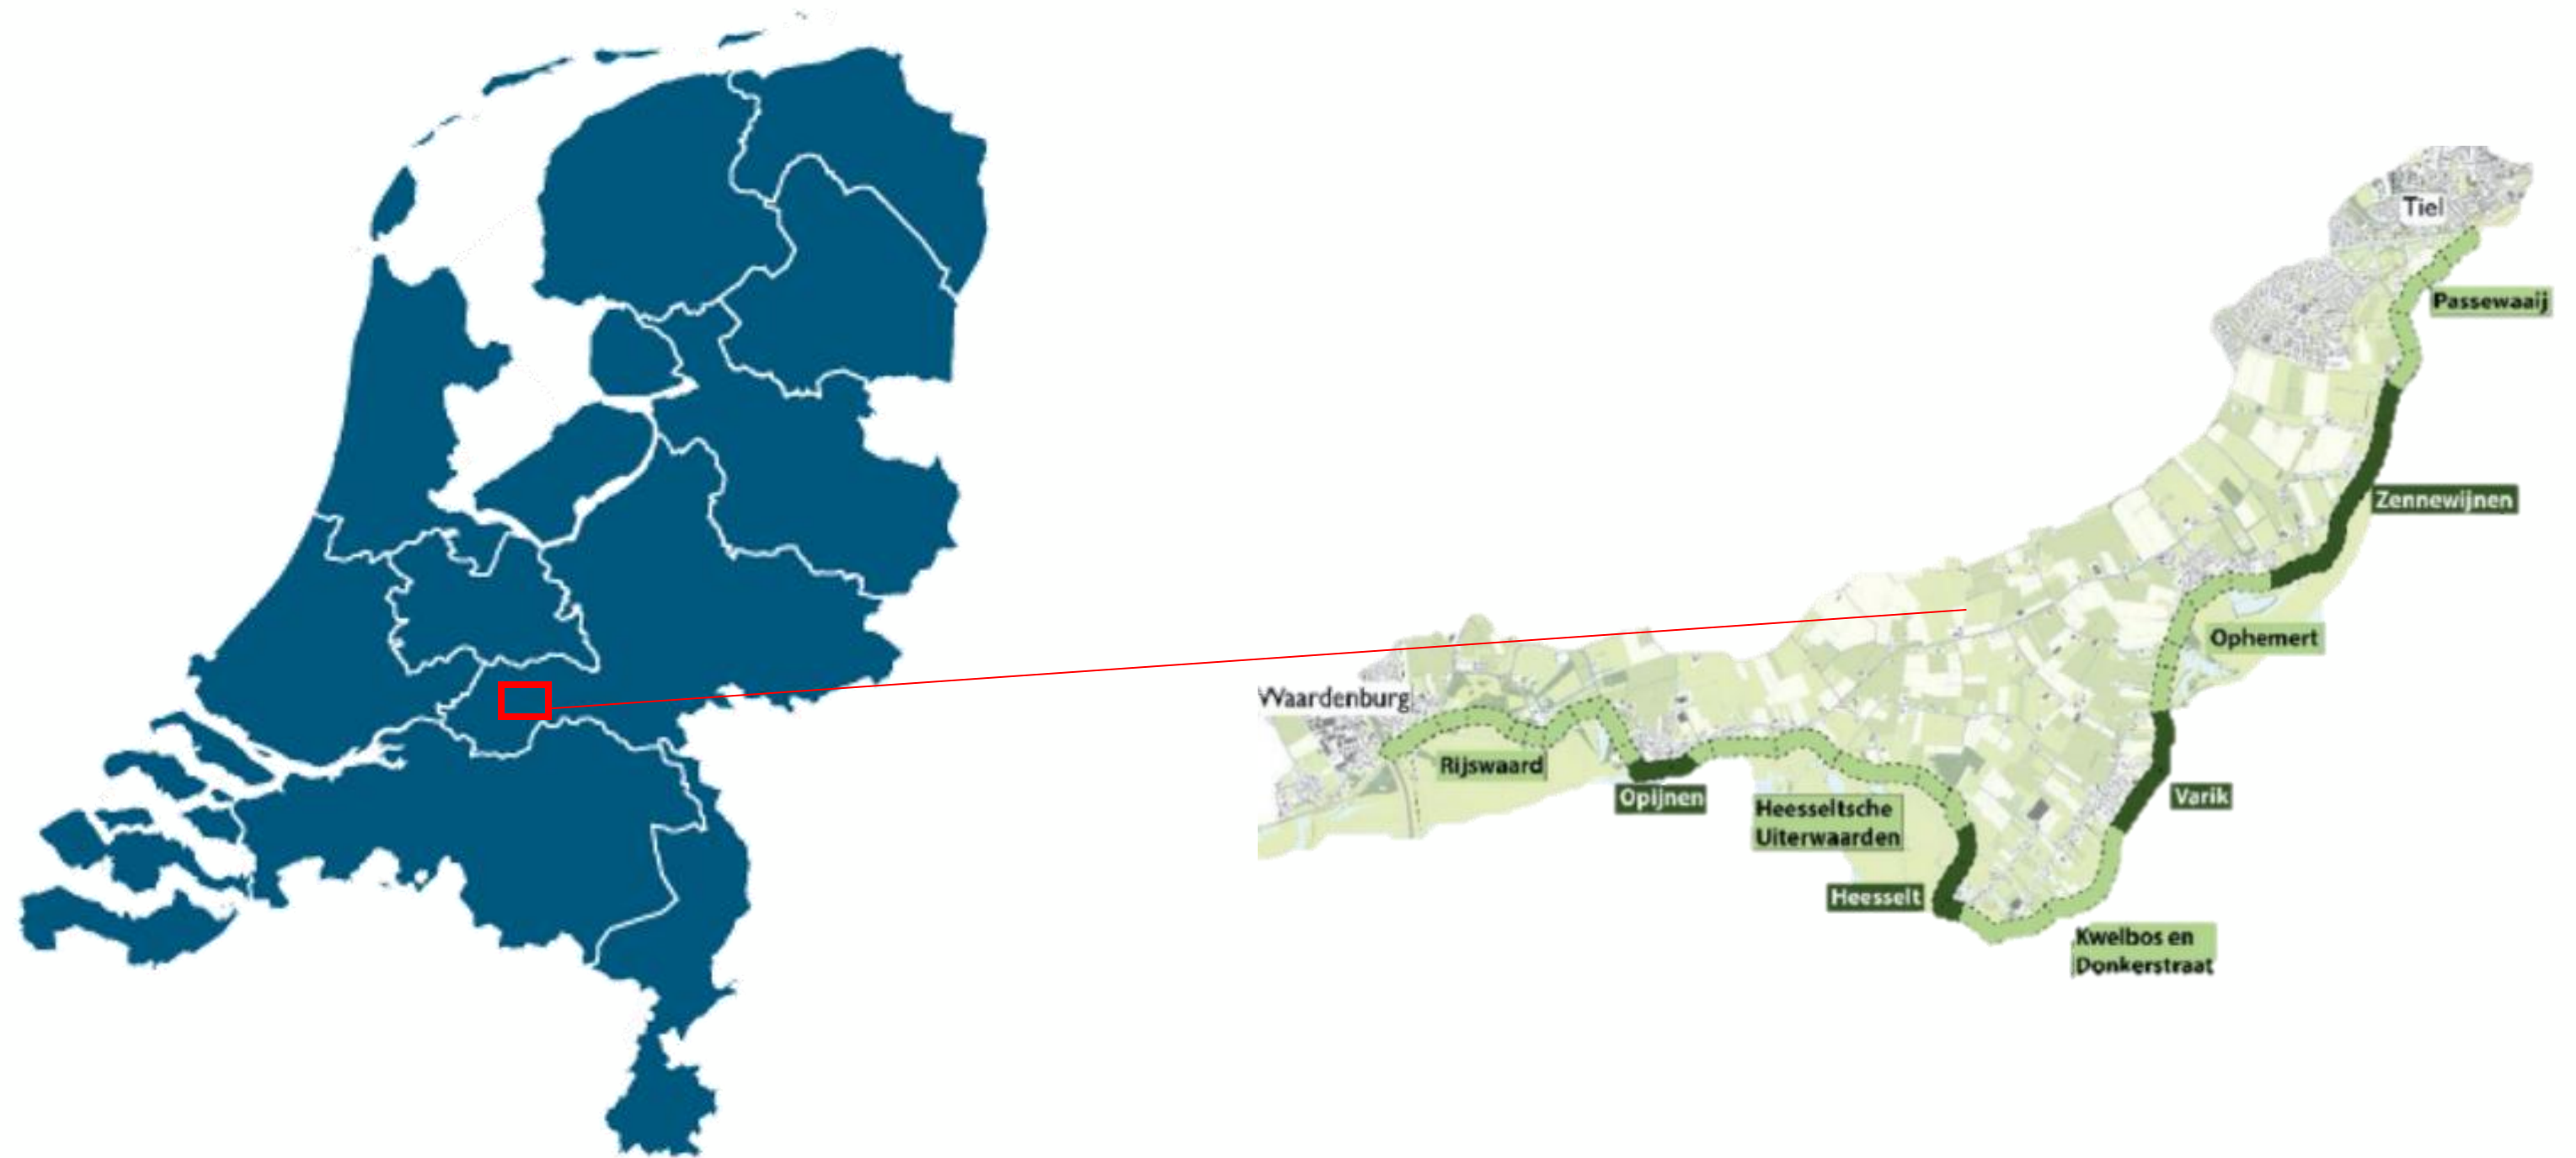 Tiel
Passewaaij
Zennewijnen
Ophemert
Waardenburg
Rijswaard
Opijnen
Heesseltsche
Uiterwaarden
Varik
Heesselt
Kwelbos en
Donkerstraat